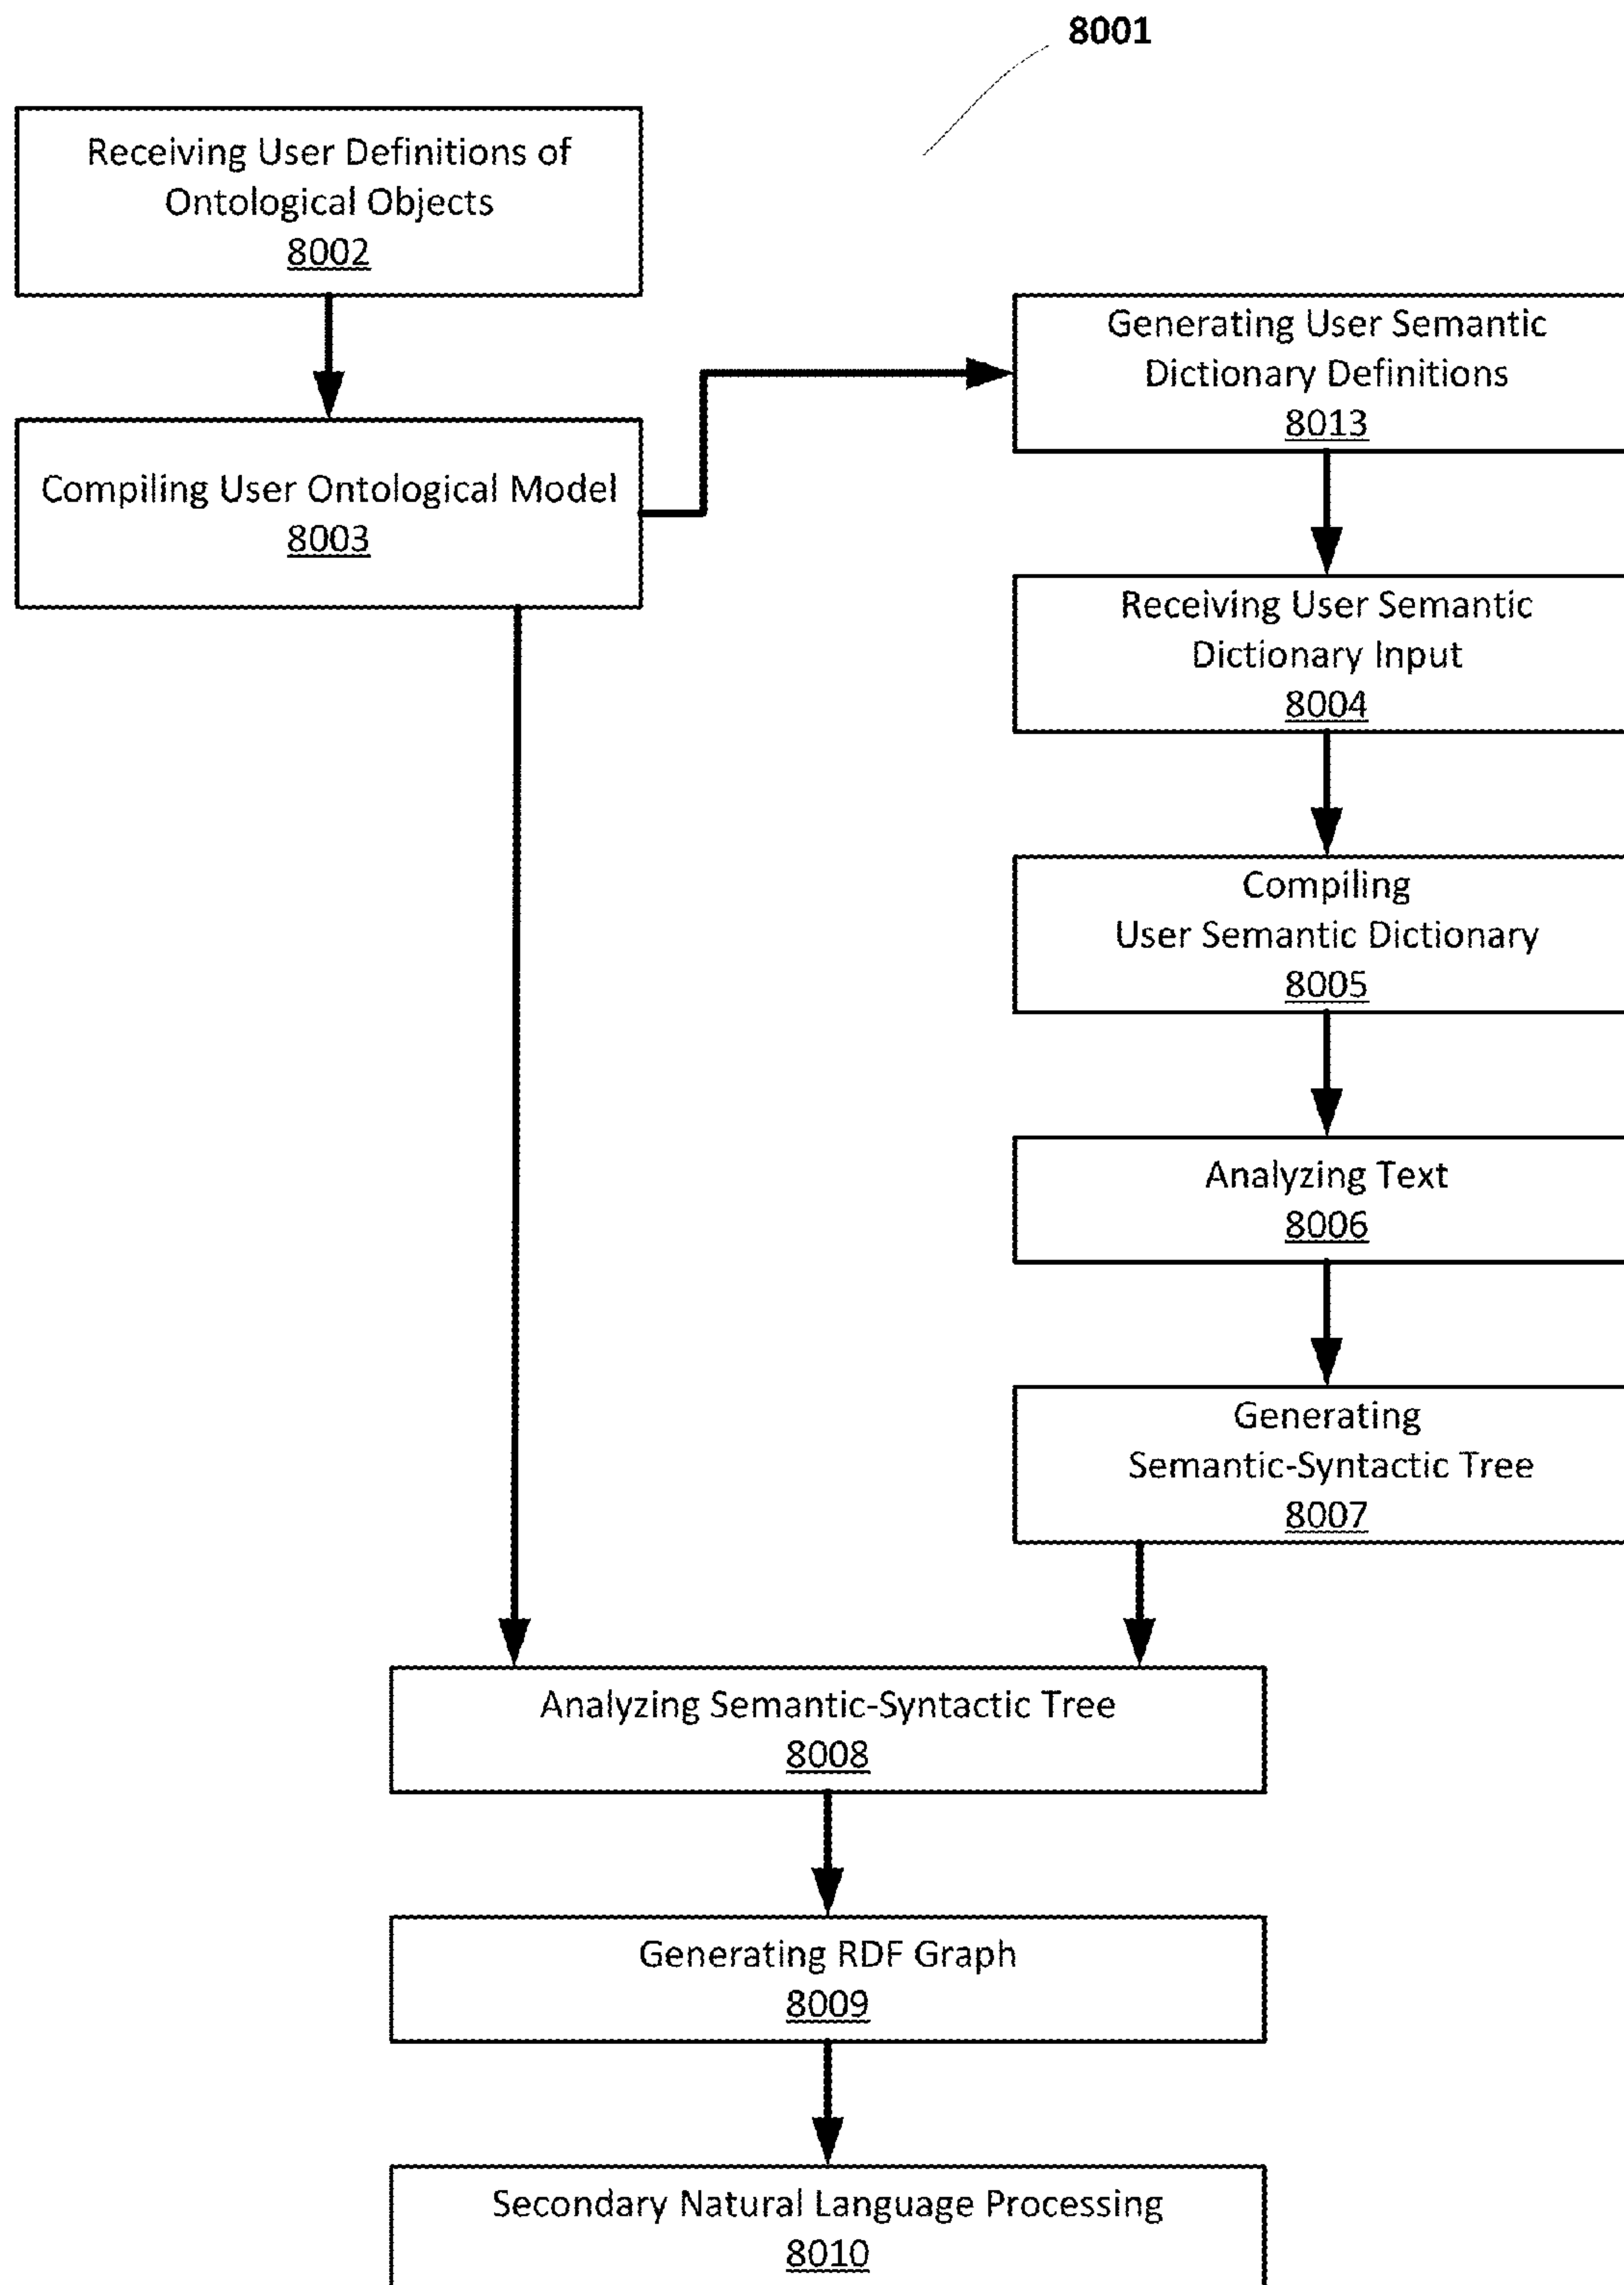 8001
Receiving User Definitions of
Ontological Objects
8002
Compiling User Ontological Model
8003
Generating User Semantic
Dictionary Definitions
8013
Receiving User Semantic
Dictionary Input
8004
Compiling
User Semantic Dictionary
8005
Analyzing Text
8006
Generating
Semantic-Syntactic Tree
8007
Analyzing Semantic-Syntactic Tree
8008
Generating RDF Graph
8009
Secondary Natural Language Processing
8010